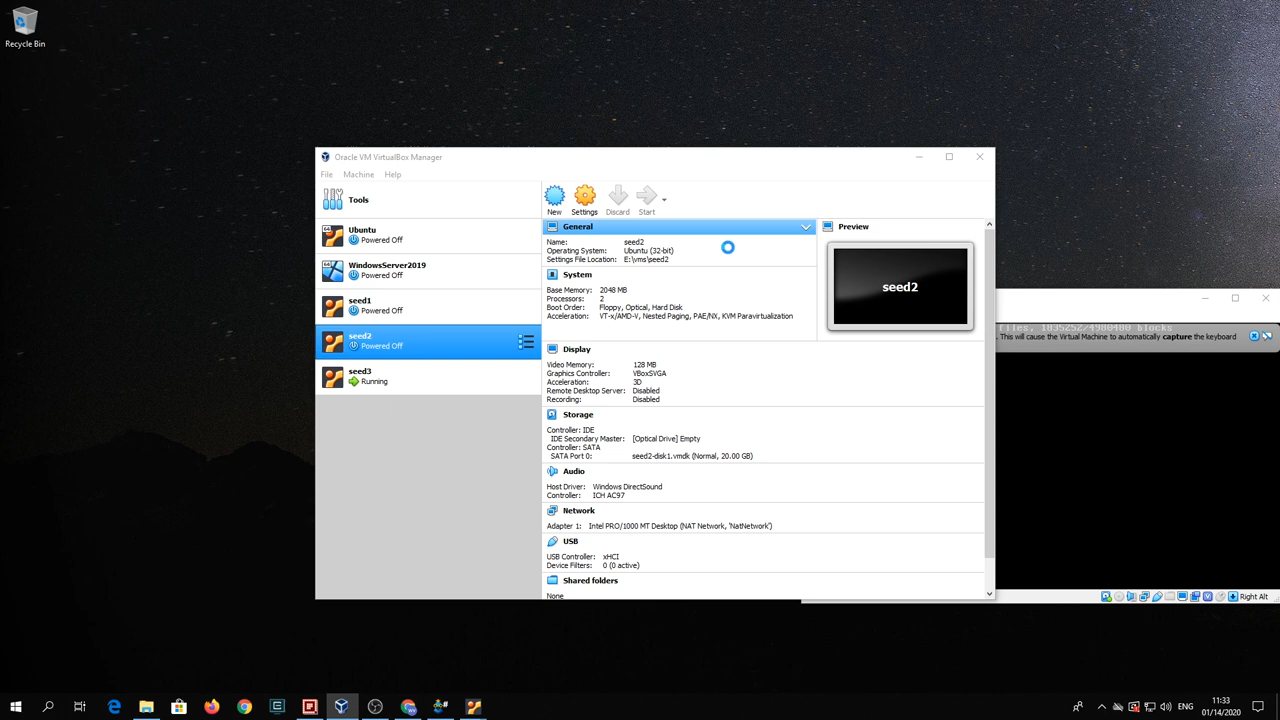 Recycle Bin
Oracle VM VirtualBox Manager
File Machine Help
Tools
New Settings Discard Start
64 Ubuntu
Powered Off
64 WindowsServer2019
Powered Off
seed1
Powered Off
seed2
Powered Off
seed3
Running
General
Name: seed2
Operating System: Ubuntu (32-bit)
Settings File Location: E:\vms\seed2
System
Base Memory: 2048 MB
Processors: 2
Boot Order: Floppy, Optical, Hard Disk
Acceleration: VT-x/AMD-V, Nested Paging, PAE/NX, KVM Paravirtualization
Display
Video Memory: 128 MB
Graphics Controller: VBoxSVGA
Acceleration: 3D
Remote Desktop Server: Disabled
Recording: Disabled
Storage
Controller: IDE
IDE Secondary Master: [Optical Drive] Empty
Controller: SATA
SATA Port 0: seed2-disk1.vmdk (Normal, 20.00 GB)
Audio
Host Driver: Windows DirectSound
Controller: ICH AC97
Network
Adapter 1: Intel PRO/1000 MT Desktop (NAT Network, 'NatNetwork')
USB
USB Controller: xHCI
Device Filters: 0 (0 active)
Shared folders
None
Preview
seed2
files, blocks
. This will cause the Virtual Machine to automatically capture the keyboard
Right Alt
ENG
11:33
01/14/2020